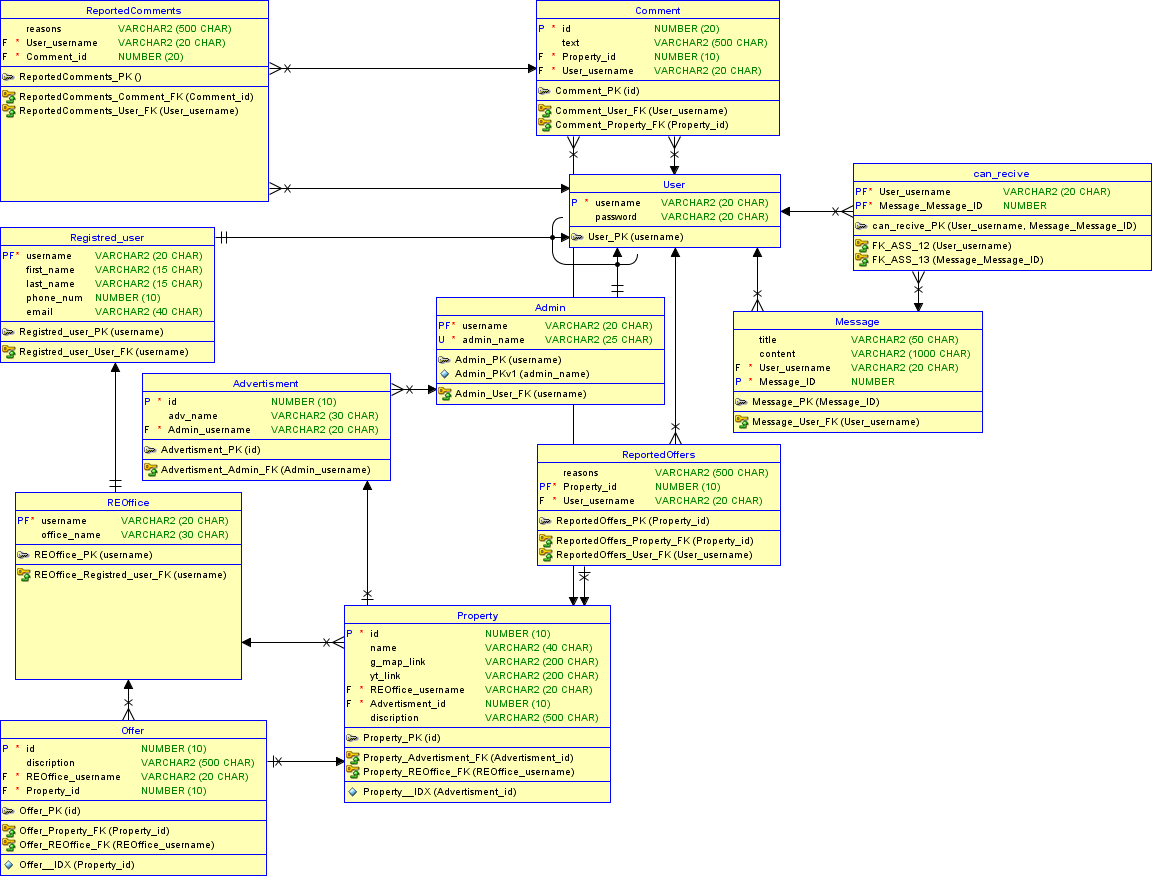 ReportedComments
reasons VARCHAR2 (500 CHAR)
F * User_username VARCHAR2 (20 CHAR)
F * Comment_id NUMBER (20)
ReportedComments_PK ()
ReportedComments_Comment_FK (Comment_id)
ReportedComments_User_FK (User_username)
Comment
P * id NUMBER (20)
text VARCHAR2 (500 CHAR)
F * Property_id NUMBER (10)
F * User_username VARCHAR2 (20 CHAR)
Comment_PK (id)
Comment_User_FK (User_username)
Comment_Property_FK (Property_id)
User
P * username VARCHAR2 (20 CHAR)
password VARCHAR2 (20 CHAR)
User_PK (username)
can_recive
PF* User_username VARCHAR2 (20 CHAR)
PF* Message_Message_ID NUMBER
can_recive_PK (User_username, Message_Message_ID)
FK_ASS_12 (User_username)
FK_ASS_13 (Message_Message_ID)
Registred_user
PF* username VARCHAR2 (20 CHAR)
first_name VARCHAR2 (15 CHAR)
last_name VARCHAR2 (15 CHAR)
phone_num NUMBER (10)
email VARCHAR2 (40 CHAR)
Registred_user_PK (username)
Registred_user_User_FK (username)
Admin
PF* username VARCHAR2 (20 CHAR)
U * admin_name VARCHAR2 (25 CHAR)
Admin_PK (username)
Admin_PKv1 (admin_name)
Admin_User_FK (username)
Message
title VARCHAR2 (50 CHAR)
content VARCHAR2 (1000 CHAR)
F * User_username VARCHAR2 (20 CHAR)
P * Message_ID NUMBER
Message_PK (Message_ID)
Message_User_FK (User_username)
Advertisment
P * id NUMBER (10)
adv_name VARCHAR2 (30 CHAR)
F * Admin_username VARCHAR2 (20 CHAR)
Advertisment_PK (id)
Advertisment_Admin_FK (Admin_username)
ReportedOffers
reasons VARCHAR2 (500 CHAR)
PF* Property_id NUMBER (10)
F * User_username VARCHAR2 (20 CHAR)
ReportedOffers_PK (Property_id)
ReportedOffers_Property_FK (Property_id)
ReportedOffers_User_FK (User_username)
REOffice
PF* username VARCHAR2 (20 CHAR)
office_name VARCHAR2 (30 CHAR)
REOffice_PK (username)
REOffice_Registred_user_FK (username)
Property
P * id NUMBER (10)
name VARCHAR2 (40 CHAR)
g_map_link VARCHAR2 (200 CHAR)
yt_link VARCHAR2 (200 CHAR)
F * REOffice_username VARCHAR2 (20 CHAR)
F * Advertisment_id NUMBER (10)
discription VARCHAR2 (500 CHAR)
Property_PK (id)
Property_Advertisment_FK (Advertisment_id)
Property_REOffice_FK (REOffice_username)
Property__IDX (Advertisment_id)
Offer
P * id NUMBER (10)
discription VARCHAR2 (500 CHAR)
F * REOffice_username VARCHAR2 (20 CHAR)
F * Property_id NUMBER (10)
Offer_PK (id)
Offer_Property_FK (Property_id)
Offer_REOffice_FK (REOffice_username)
Offer__IDX (Property_id)